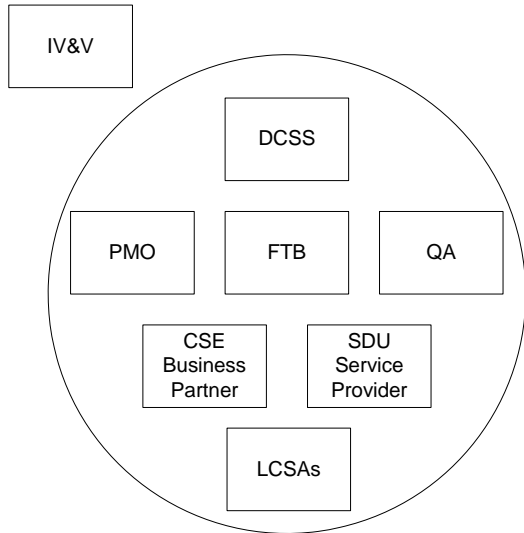 IV&V
DCSS
PMO
FTB
QA
CSE
Business
Partner
SDU
Service
Provider
LCSAs